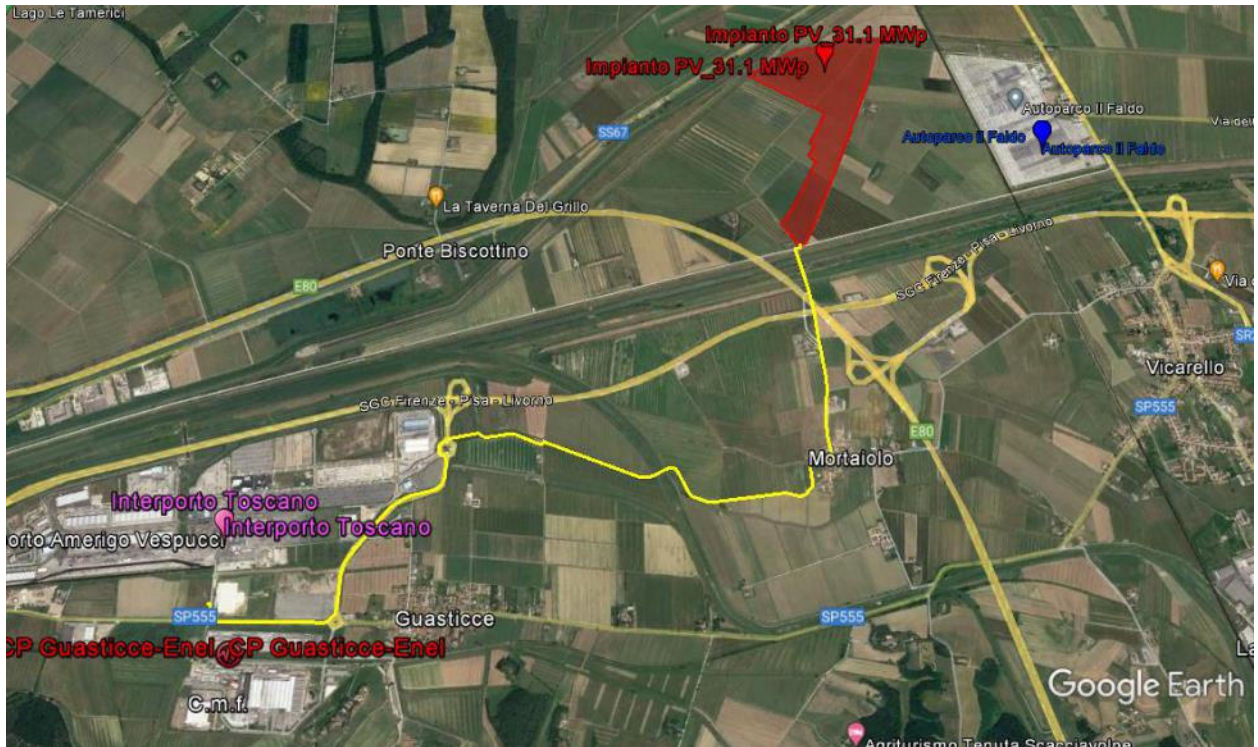 Lago Le Tamerici
Impianto PV_31.1 MWp
Impianto PV_31.1 MWp
Autoparco Il Faldo
Autoparco il Faldo
Autoparco il Faldo
SS67
La Taverna Del Grillo
Ponte Biscottino
E80
SGC Firenze - Pisa - Livorno
Via
Vicarello
SP555
SGC Firenze - Pisa - Livorno
E80
Mortaiolo
Interporto Toscano
Interporto Toscano
orto Amerigo Vespucci
SP555
Guasticce
SP555
CP Guasticce-Enel
CP Guasticce-Enel
C.m.f.
Google Earth
Agriturismo Tenuta Scacciavolpe